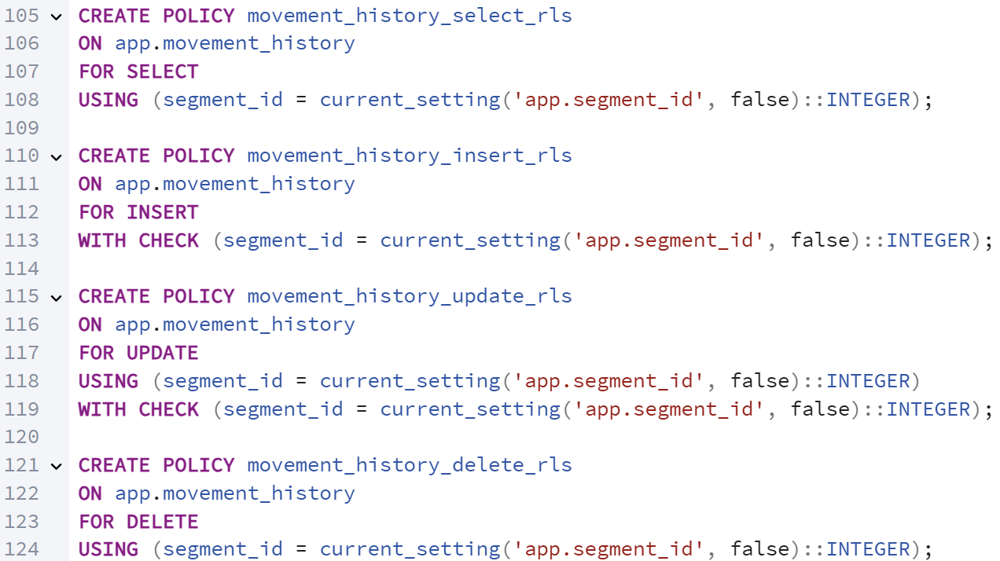 105 CREATE POLICY movement_history_select_rls
106 ON app.movement_history
107 FOR SELECT
108 USING (segment_id = current_setting('app.segment_id', false)::INTEGER);
109
110 CREATE POLICY movement_history_insert_rls
111 ON app.movement_history
112 FOR INSERT
113 WITH CHECK (segment_id = current_setting('app.segment_id', false)::INTEGER);
114
115 CREATE POLICY movement_history_update_rls
116 ON app.movement_history
117 FOR UPDATE
118 USING (segment_id = current_setting('app.segment_id', false)::INTEGER)
119 WITH CHECK (segment_id = current_setting('app.segment_id', false)::INTEGER);
120
121 CREATE POLICY movement_history_delete_rls
122 ON app.movement_history
123 FOR DELETE
124 USING (segment_id = current_setting('app.segment_id', false)::INTEGER);